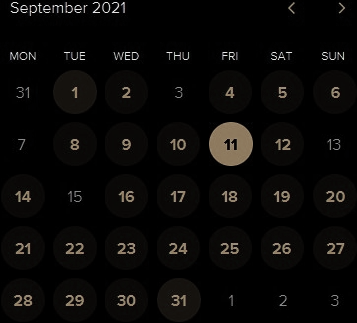 September 2021 < >
MON TUE WED THU FRI SAT SUN
31 1 2 3 4 5 6
7 8 9 10 11 12 13
14 15 16 17 18 19 20
21 22 23 24 25 26 27
28 29 30 31 1 2 3